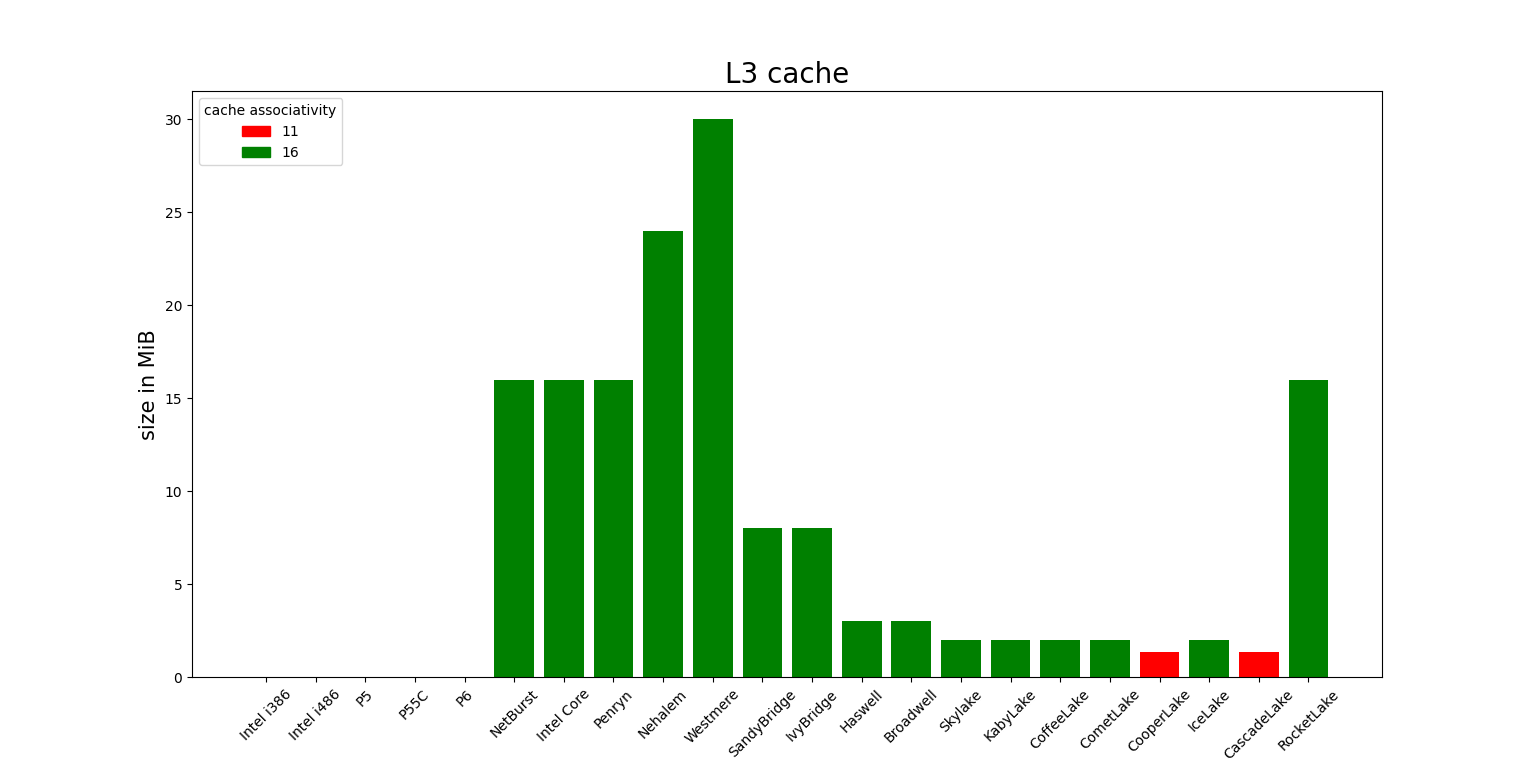 L3 cache
cache associativity
11
16
30
25
20
15
10
5
0
size in MiB
Intel i386
Intel i486
P5
P55C
P6
NetBurst
Intel Core
Penryn
Nehalem
Westmere
SandyBridge
IvyBridge
Haswell
Broadwell
Skylake
KabyLake
CoffeeLake
CometLake
CooperLake
IceLake
CascadeLake
RocketLake